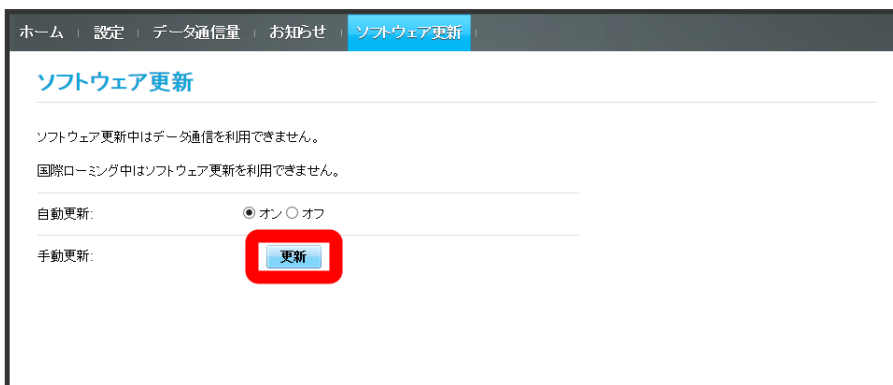 ホーム 設定 データ通信量 お知らせ ソフトウェア更新
ソフトウェア更新
ソフトウェア更新中はデータ通信を利用できません。
国際ローミング中はソフトウェア更新を利用できません。
自動更新: オン オフ
手動更新: 更新